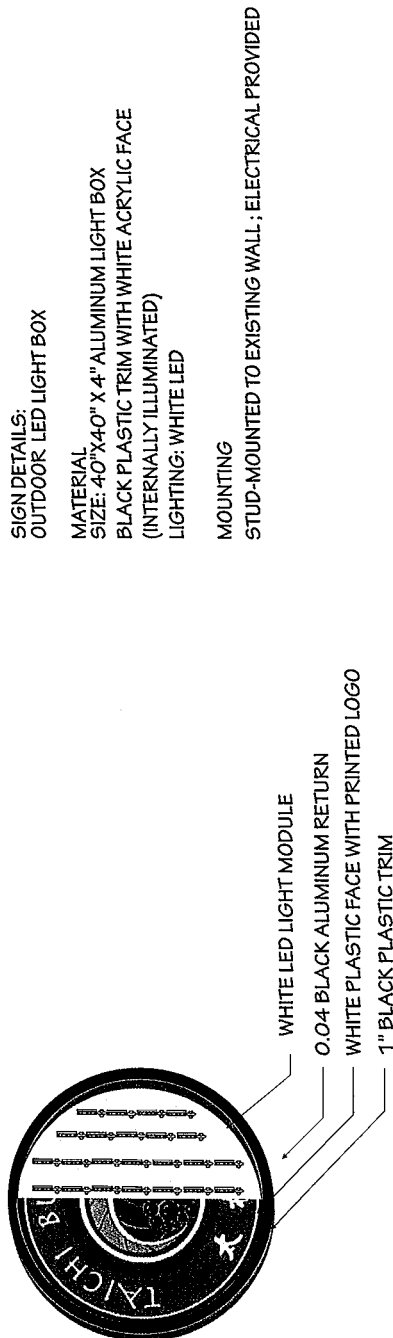 SIGN DETAILS:
OUTDOOR LED LIGHT BOX
MATERIAL
SIZE: 40"X40" X 4" ALUMINUM LIGHT BOX
BLACK PLASTIC TRIM WITH WHITE ACRYLIC FACE
(INTERNALLY ILLUMINATED)
LIGHTING: WHITE LED
MOUNTING
STUD-MOUNTED TO EXISTING WALL ; ELECTRICAL PROVIDED
TAICHI
WHITE LED LIGHT MODULE
0.04 BLACK ALUMINUM RETURN
WHITE PLASTIC FACE WITH PRINTED LOGO
1" BLACK PLASTIC TRIM